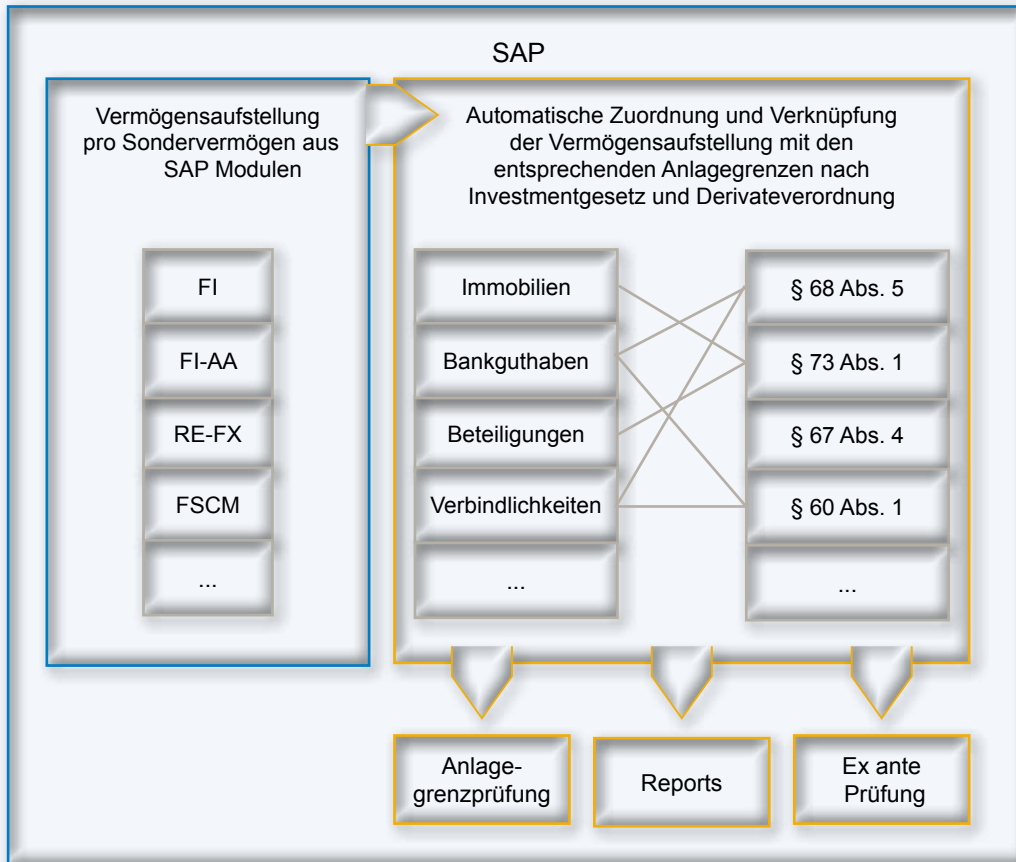 SAP
Vermögensaufstellung
pro Sondervermögen aus
SAP Modulen
FI
FI-AA
RE-FX
FSCM
...
Automatische Zuordnung und Verknüpfung
der Vermögensaufstellung mit den
entsprechenden Anlagegrenzen nach
Investmentgesetz und Derivateverordnung
Immobilien
Bankguthaben
Beteiligungen
Verbindlichkeiten
...
§ 68 Abs. 5
§ 73 Abs. 1
§ 67 Abs. 4
§ 60 Abs. 1
...
Anlage-
grenzprüfung
Reports
Ex ante
Prüfung